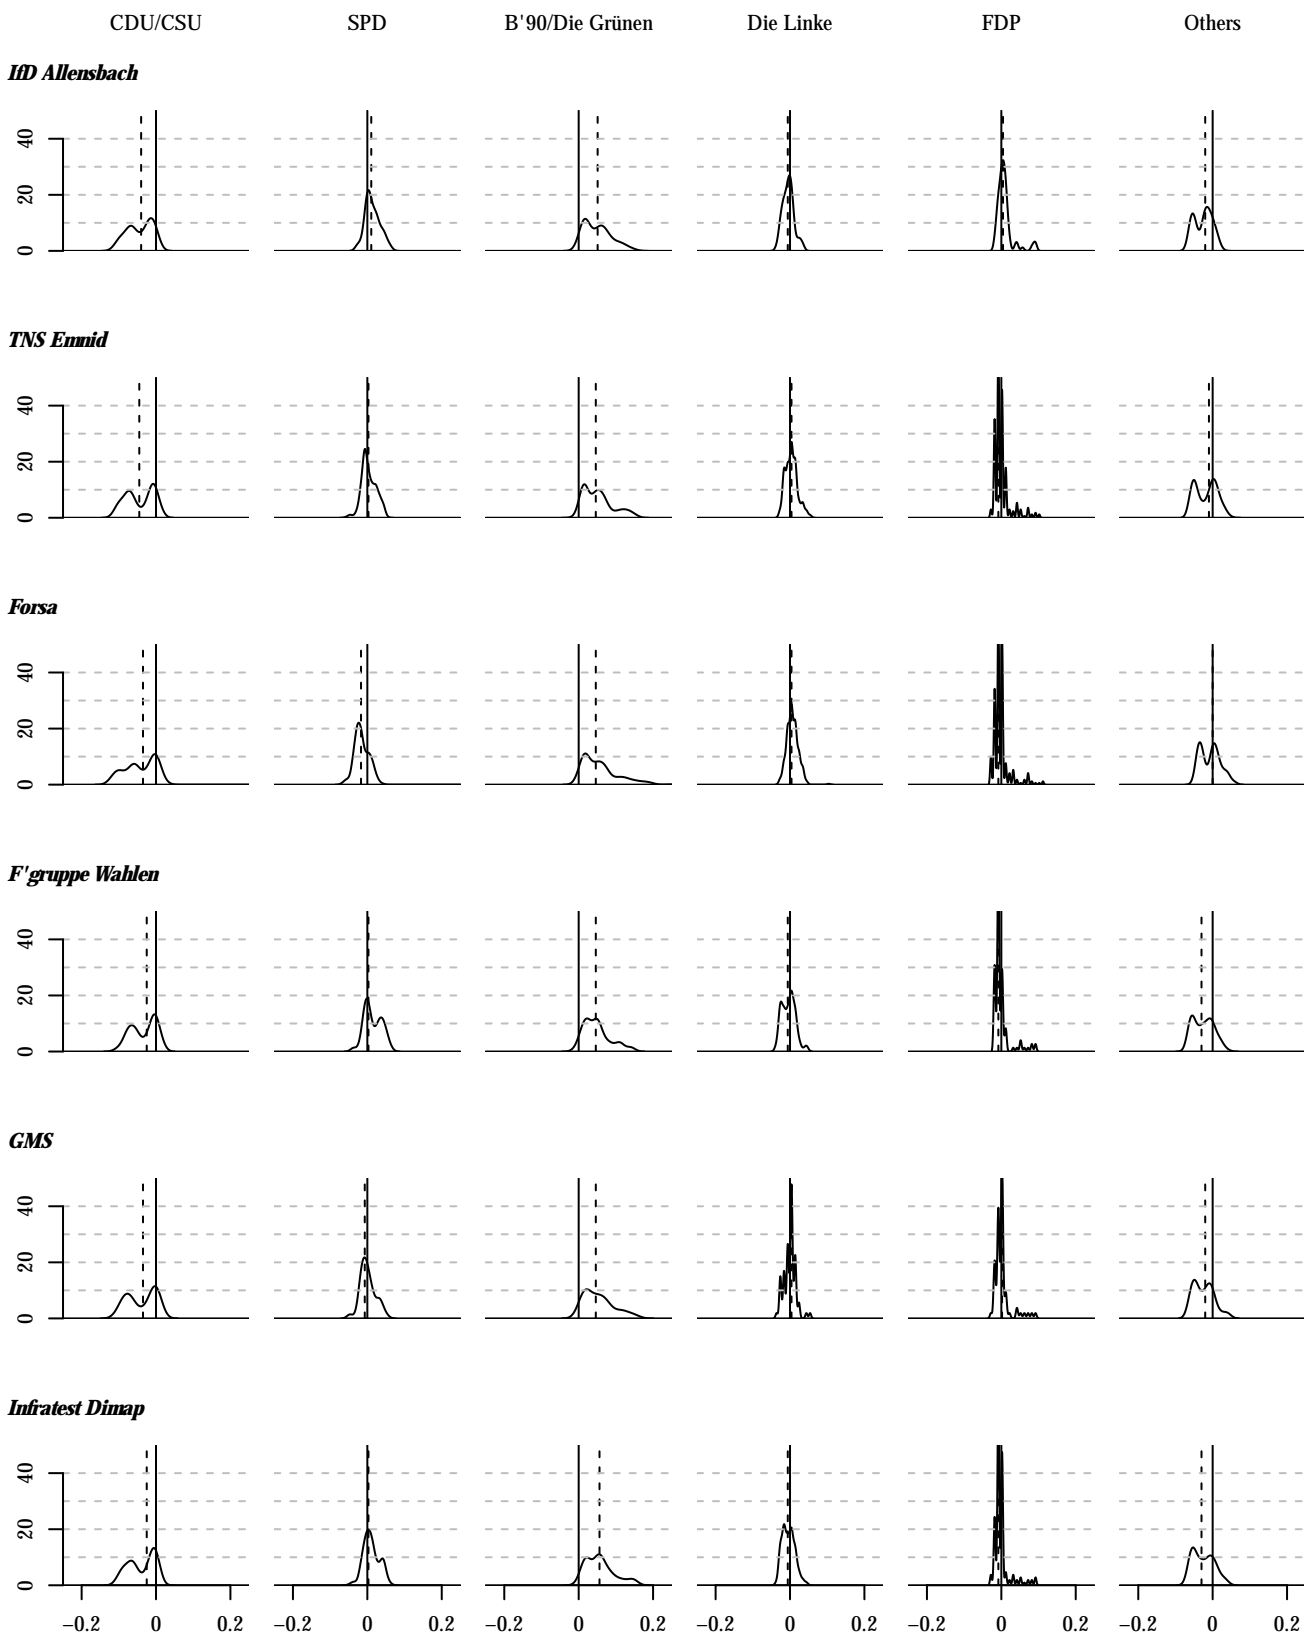 CDU/CSU SPD B'90/Die Grünen Die Linke FDP Others
IfD Allensbach
0 20 40
TNS Emnid
0 20 40
Forsa
0 20 40
F'gruppe Wahlen
0 20 40
GMS
0 20 40
Infratest Dimap
0 20 40
−0.2 0 0.2 −0.2 0 0.2 −0.2 0 0.2 −0.2 0 0.2 −0.2 0 0.2 −0.2 0 0.2